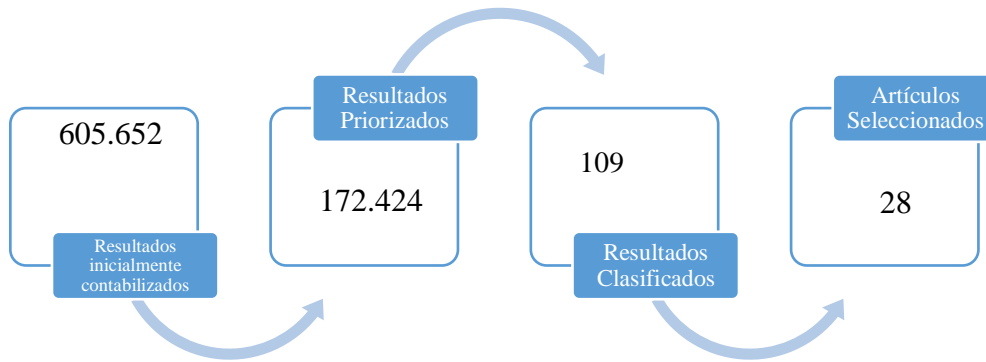 605.652
Resultados
inicialmente
contabilizados
Resultados
Priorizados
172.424
109
Resultados
Clasificados
Artículos
Seleccionados
28